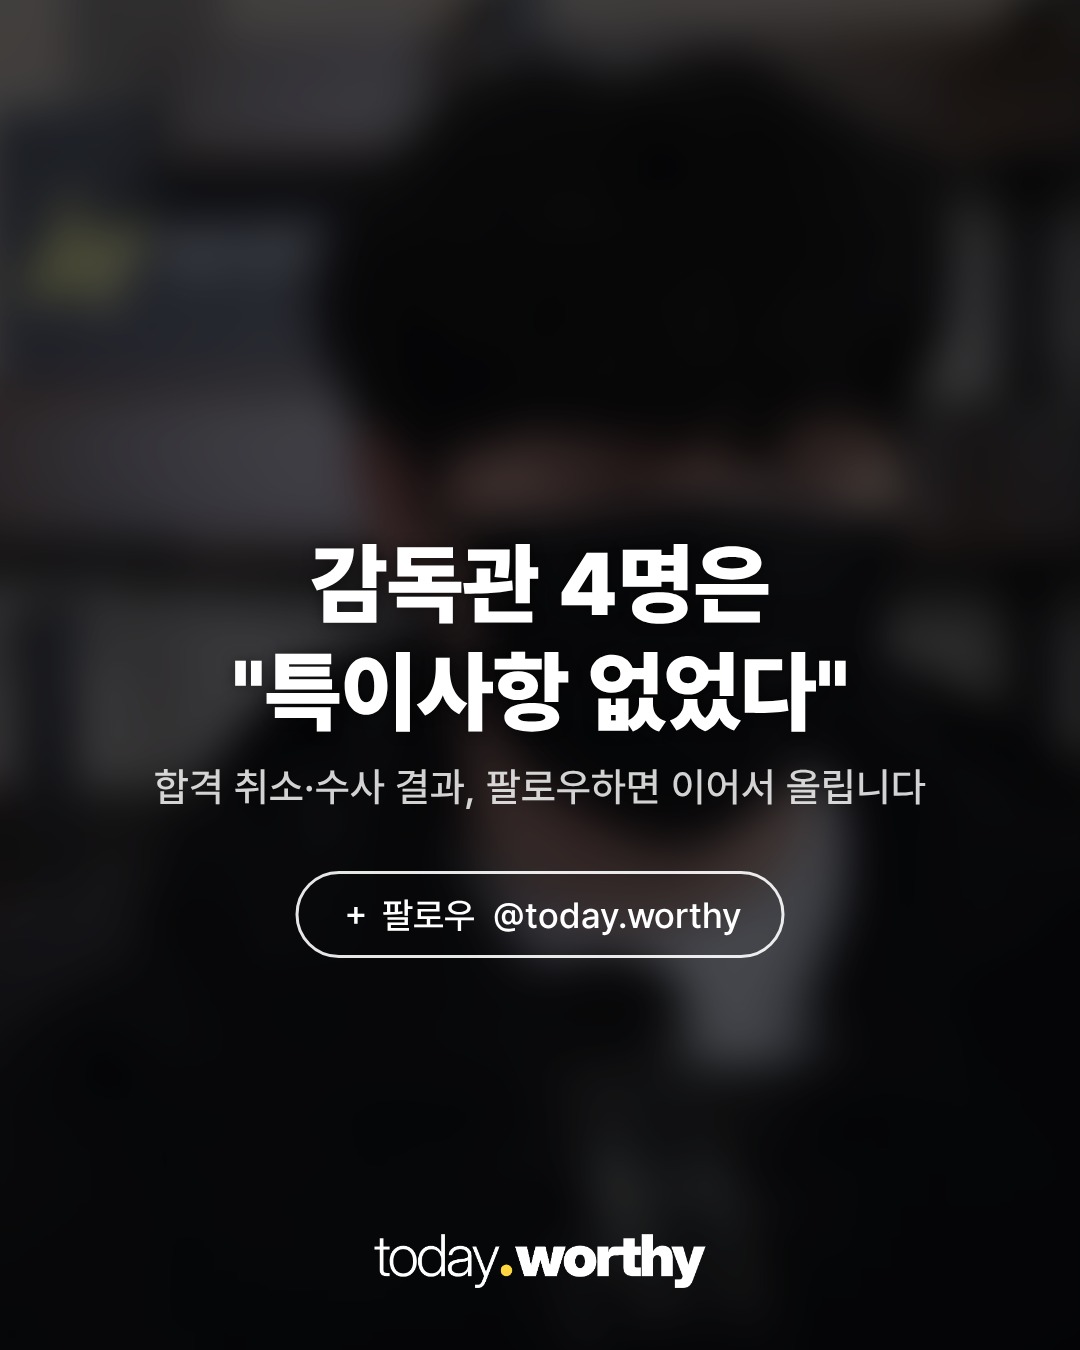 감독관 4명은
"특이사항 없었다"
합격 취소·수사 결과, 팔로우하면 이어서 올립니다
+ 팔로우 @today.worthy
today.worthy